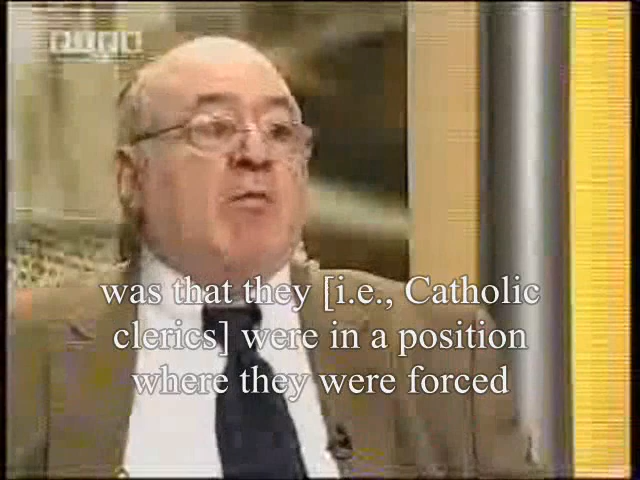 was that they [i.e., Catholic
clerics] were in a position
where they were forced